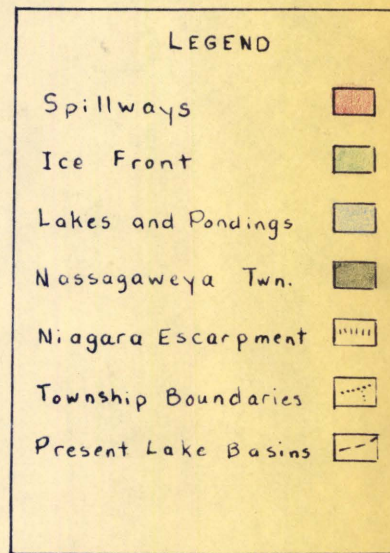 LEGEND
Spillways
Ice Front
Lakes and Pondings
Nassagaweya Twn.
Niagara Escarpment
Township Boundaries
Present Lake Basins